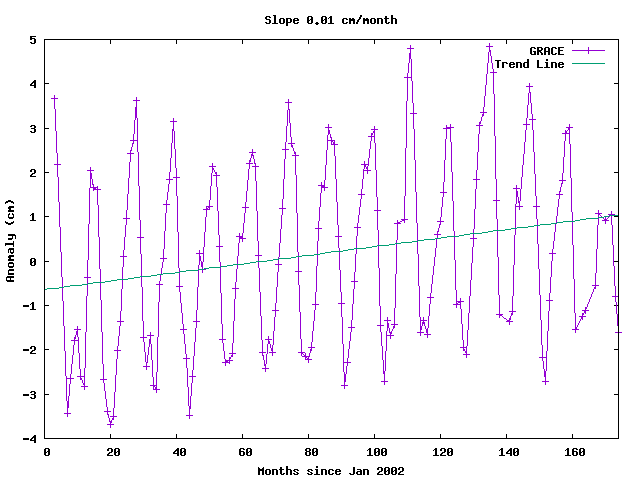 Slope 0.01 cm/month
GRACE
Trend Line
Anomaly (cm)
5
4
3
2
1
0
-1
-2
-3
-4
0 20 40 60 80 100 120 140 160
Months since Jan 2002